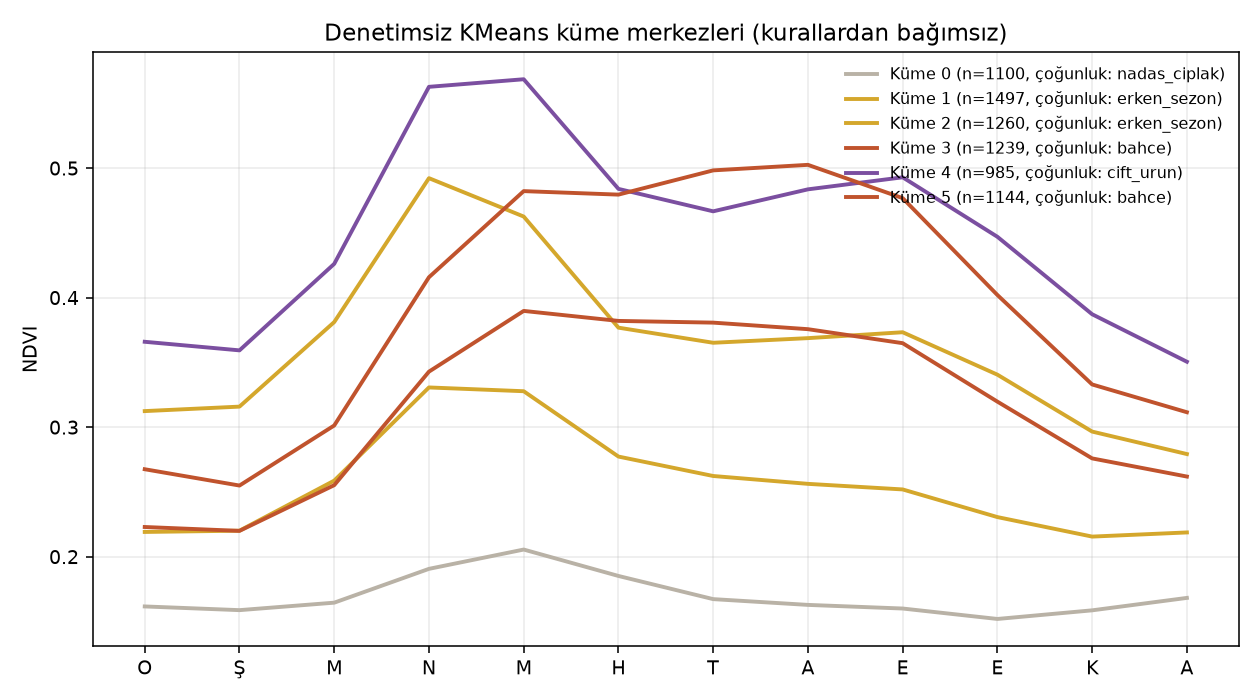 Denetimsiz KMeans küme merkezleri (kurallardan bağımsız)
Küme 0 (n=1100, çoğunluk: nadas_ciplak)
Küme 1 (n=1497, çoğunluk: erken_sezon)
Küme 2 (n=1260, çoğunluk: erken_sezon)
Küme 3 (n=1239, çoğunluk: bahce)
Küme 4 (n=985, çoğunluk: cift_urun)
Küme 5 (n=1144, çoğunluk: bahce)
NDVI
0.5
0.4
0.3
0.2
O Ş M N M H T A E E K A